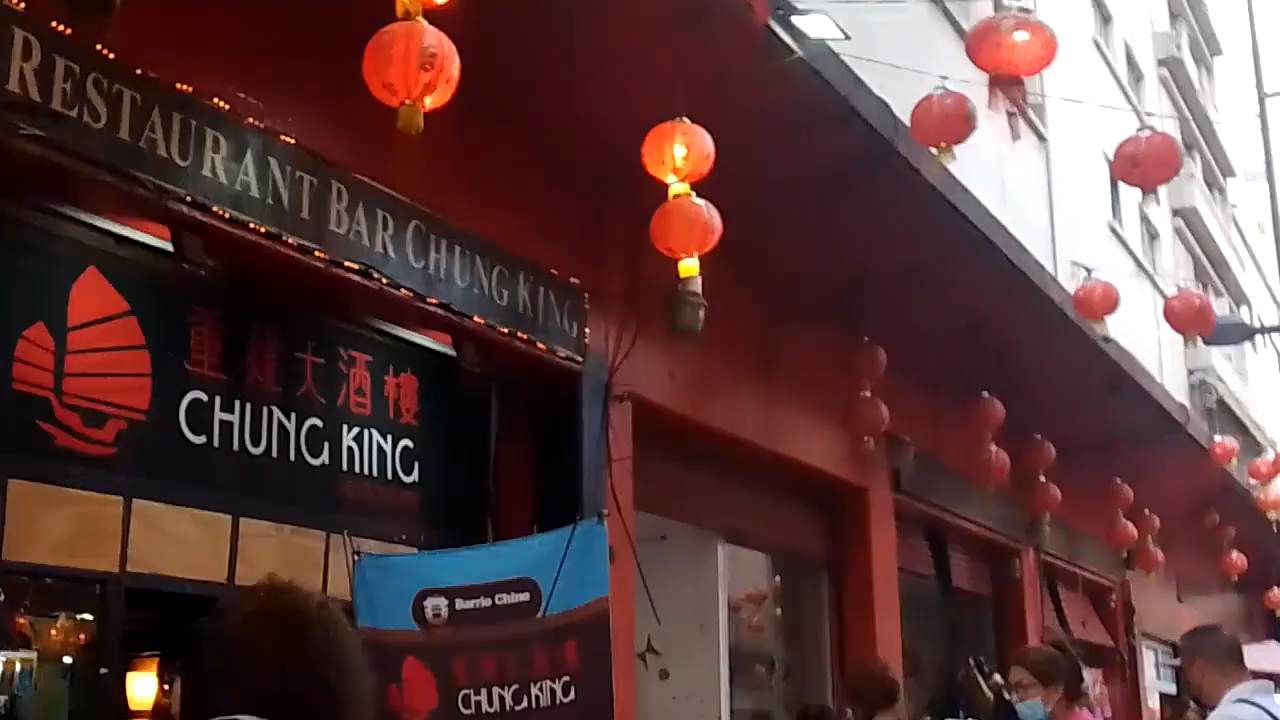 RESTAURANT BAR CHUNG KING
重慶大酒樓
CHUNG KING
Barrio Chino
CHUNG KING